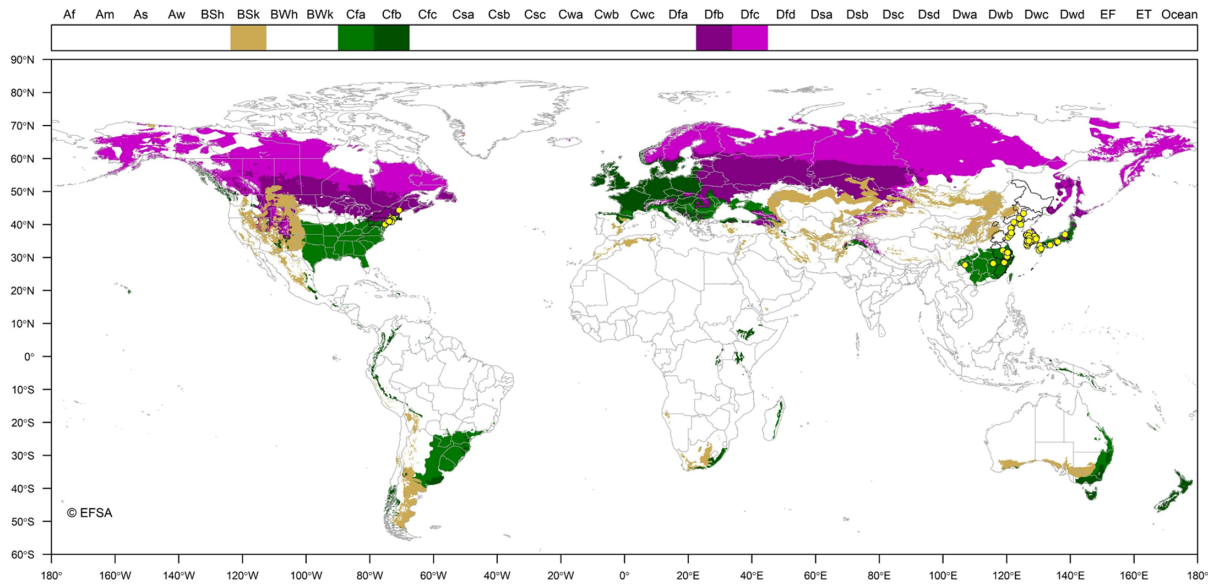 Af Am As Aw BSh BSk BWh BWk Cfa Cfb Cfc Csa Csb Csc Cwa Cwb Cwc Dfa Dfb Dfc Dfd Dsa Dsb Dsc Dsd Dwa Dwb Dwc Dwd EF ET Ocean
90°N
80°N
70°N
60°N
50°N
40°N
30°N
20°N
10°N
0°
10°S
20°S
30°S
40°S
50°S
60°S
© EFSA
180° 160°W 140°W 120°W 100°W 80°W 60°W 40°W 20°W 0° 20°E 40°E 60°E 80°E 100°E 120°E 140°E 160°E 180°